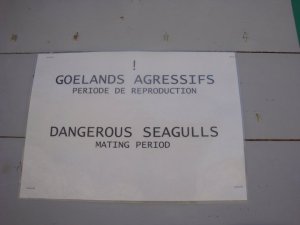 !
GOELANDS AGRESSIFS
PERIODE DE REPRODUCTION
DANGEROUS SEAGULLS
MATING PERIOD